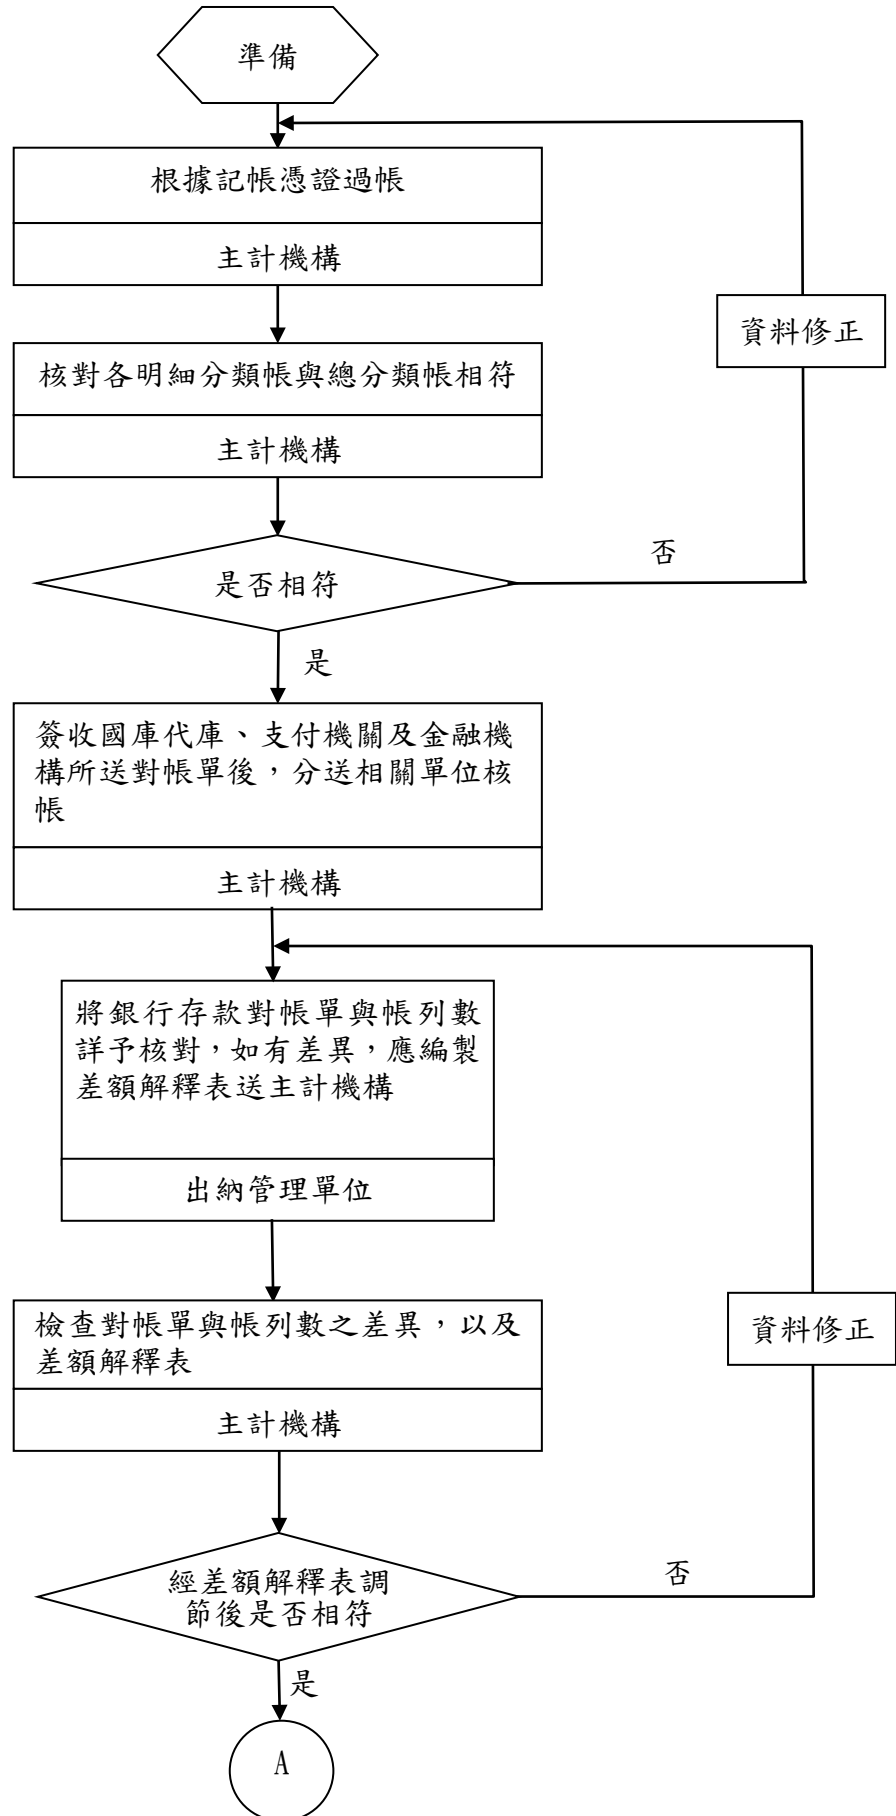 準備
根據記帳憑證過帳
主計機構
資料修正
核對各明細分類帳與總分類帳相符
主計機構
是否相符
否
是
簽收國庫代庫、支付機關及金融機
構所送對帳單後，分送相關單位核
帳
主計機構
將銀行存款對帳單與帳列數
詳予核對，如有差異，應編製
差額解釋表送主計機構
出納管理單位
檢查對帳單與帳列數之差異，以及
差額解釋表
主計機構
資料修正
經差額解釋表調
節後是否相符
否
是
A